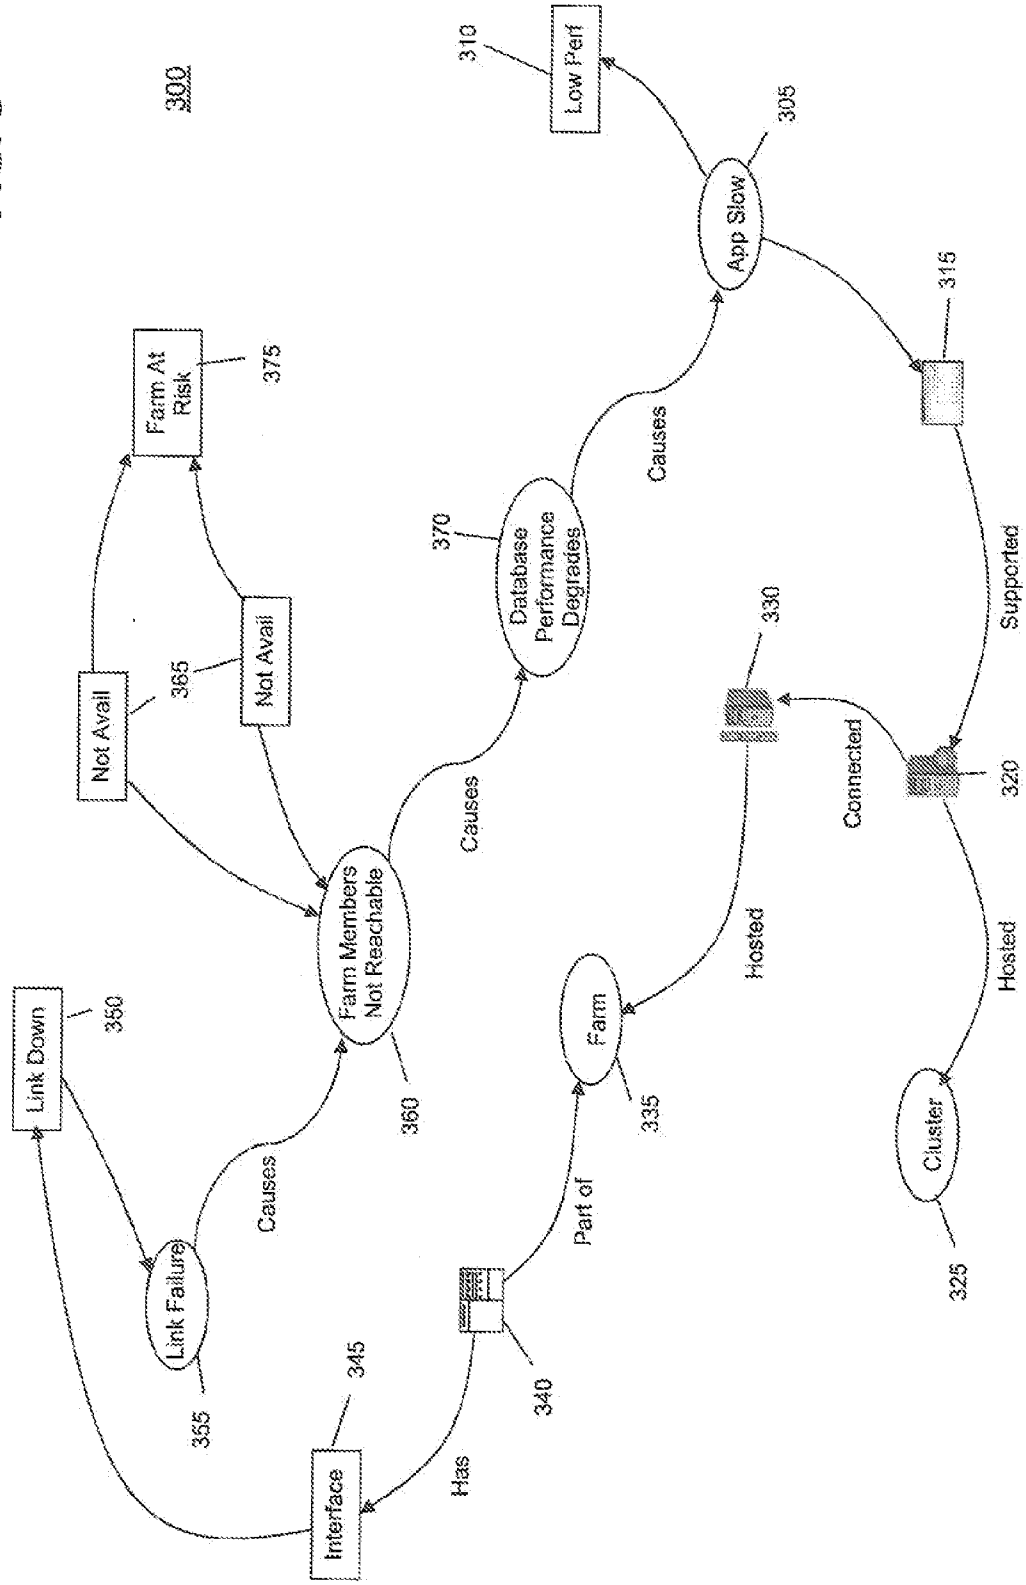 300
310
Low Perf
305
App Slow
315
Farm At
Risk
375
Causes
370
Database
Performance
Degrades
Supported
330
Not Avail
365
Not Avail
Causes
Connected
320
Farm Members
Not Reachable
Hosted
Hosted
Link Down
350
360
Farm
335
Cluster
325
Causes
Part of
Link Failure
355
340
345
Interface
Has